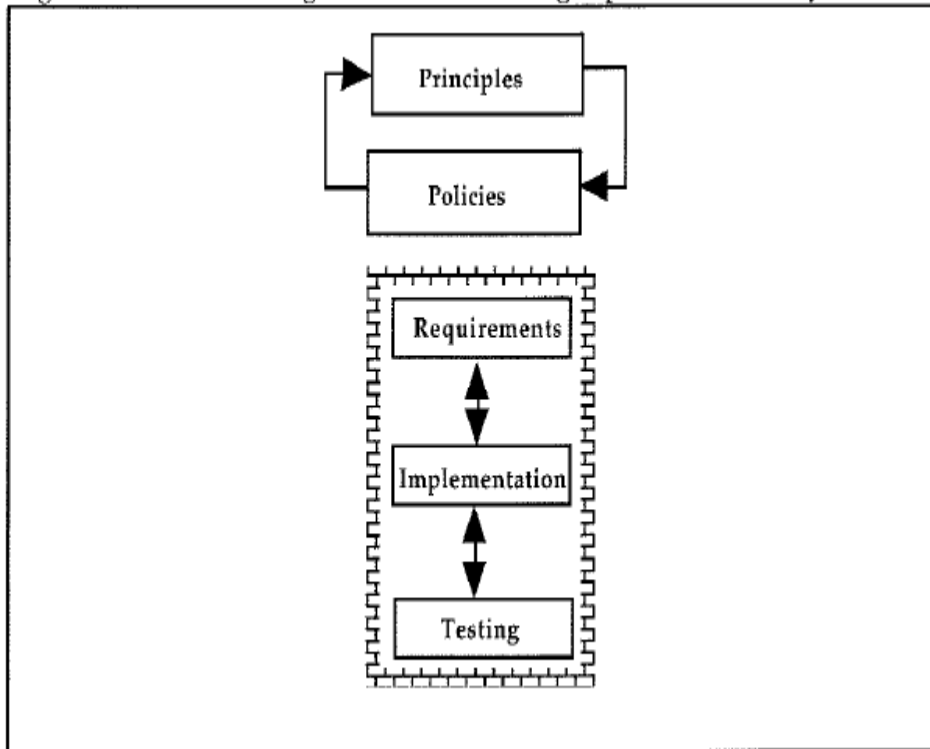 Principles
Policies
Requirements
Implementation
Testing